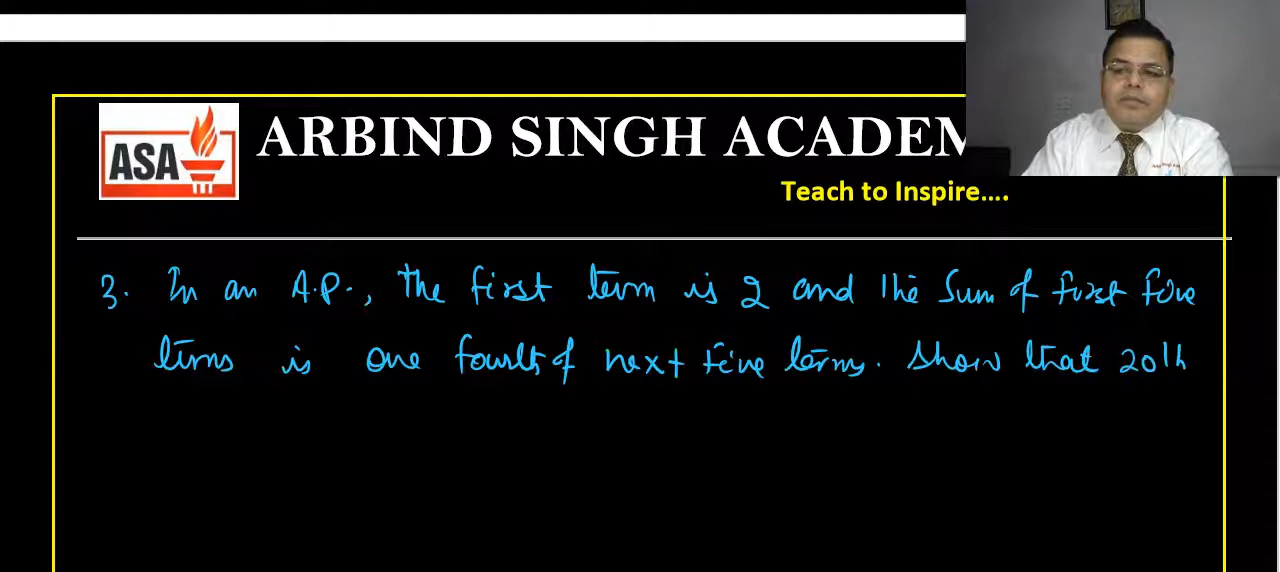 ASA
ARBIND SINGH ACADEM
Teach to Inspire....
3. In an A.P., The first term is 2 and the Sum of first five
terms is one fourth of next five terms. Show that 20th